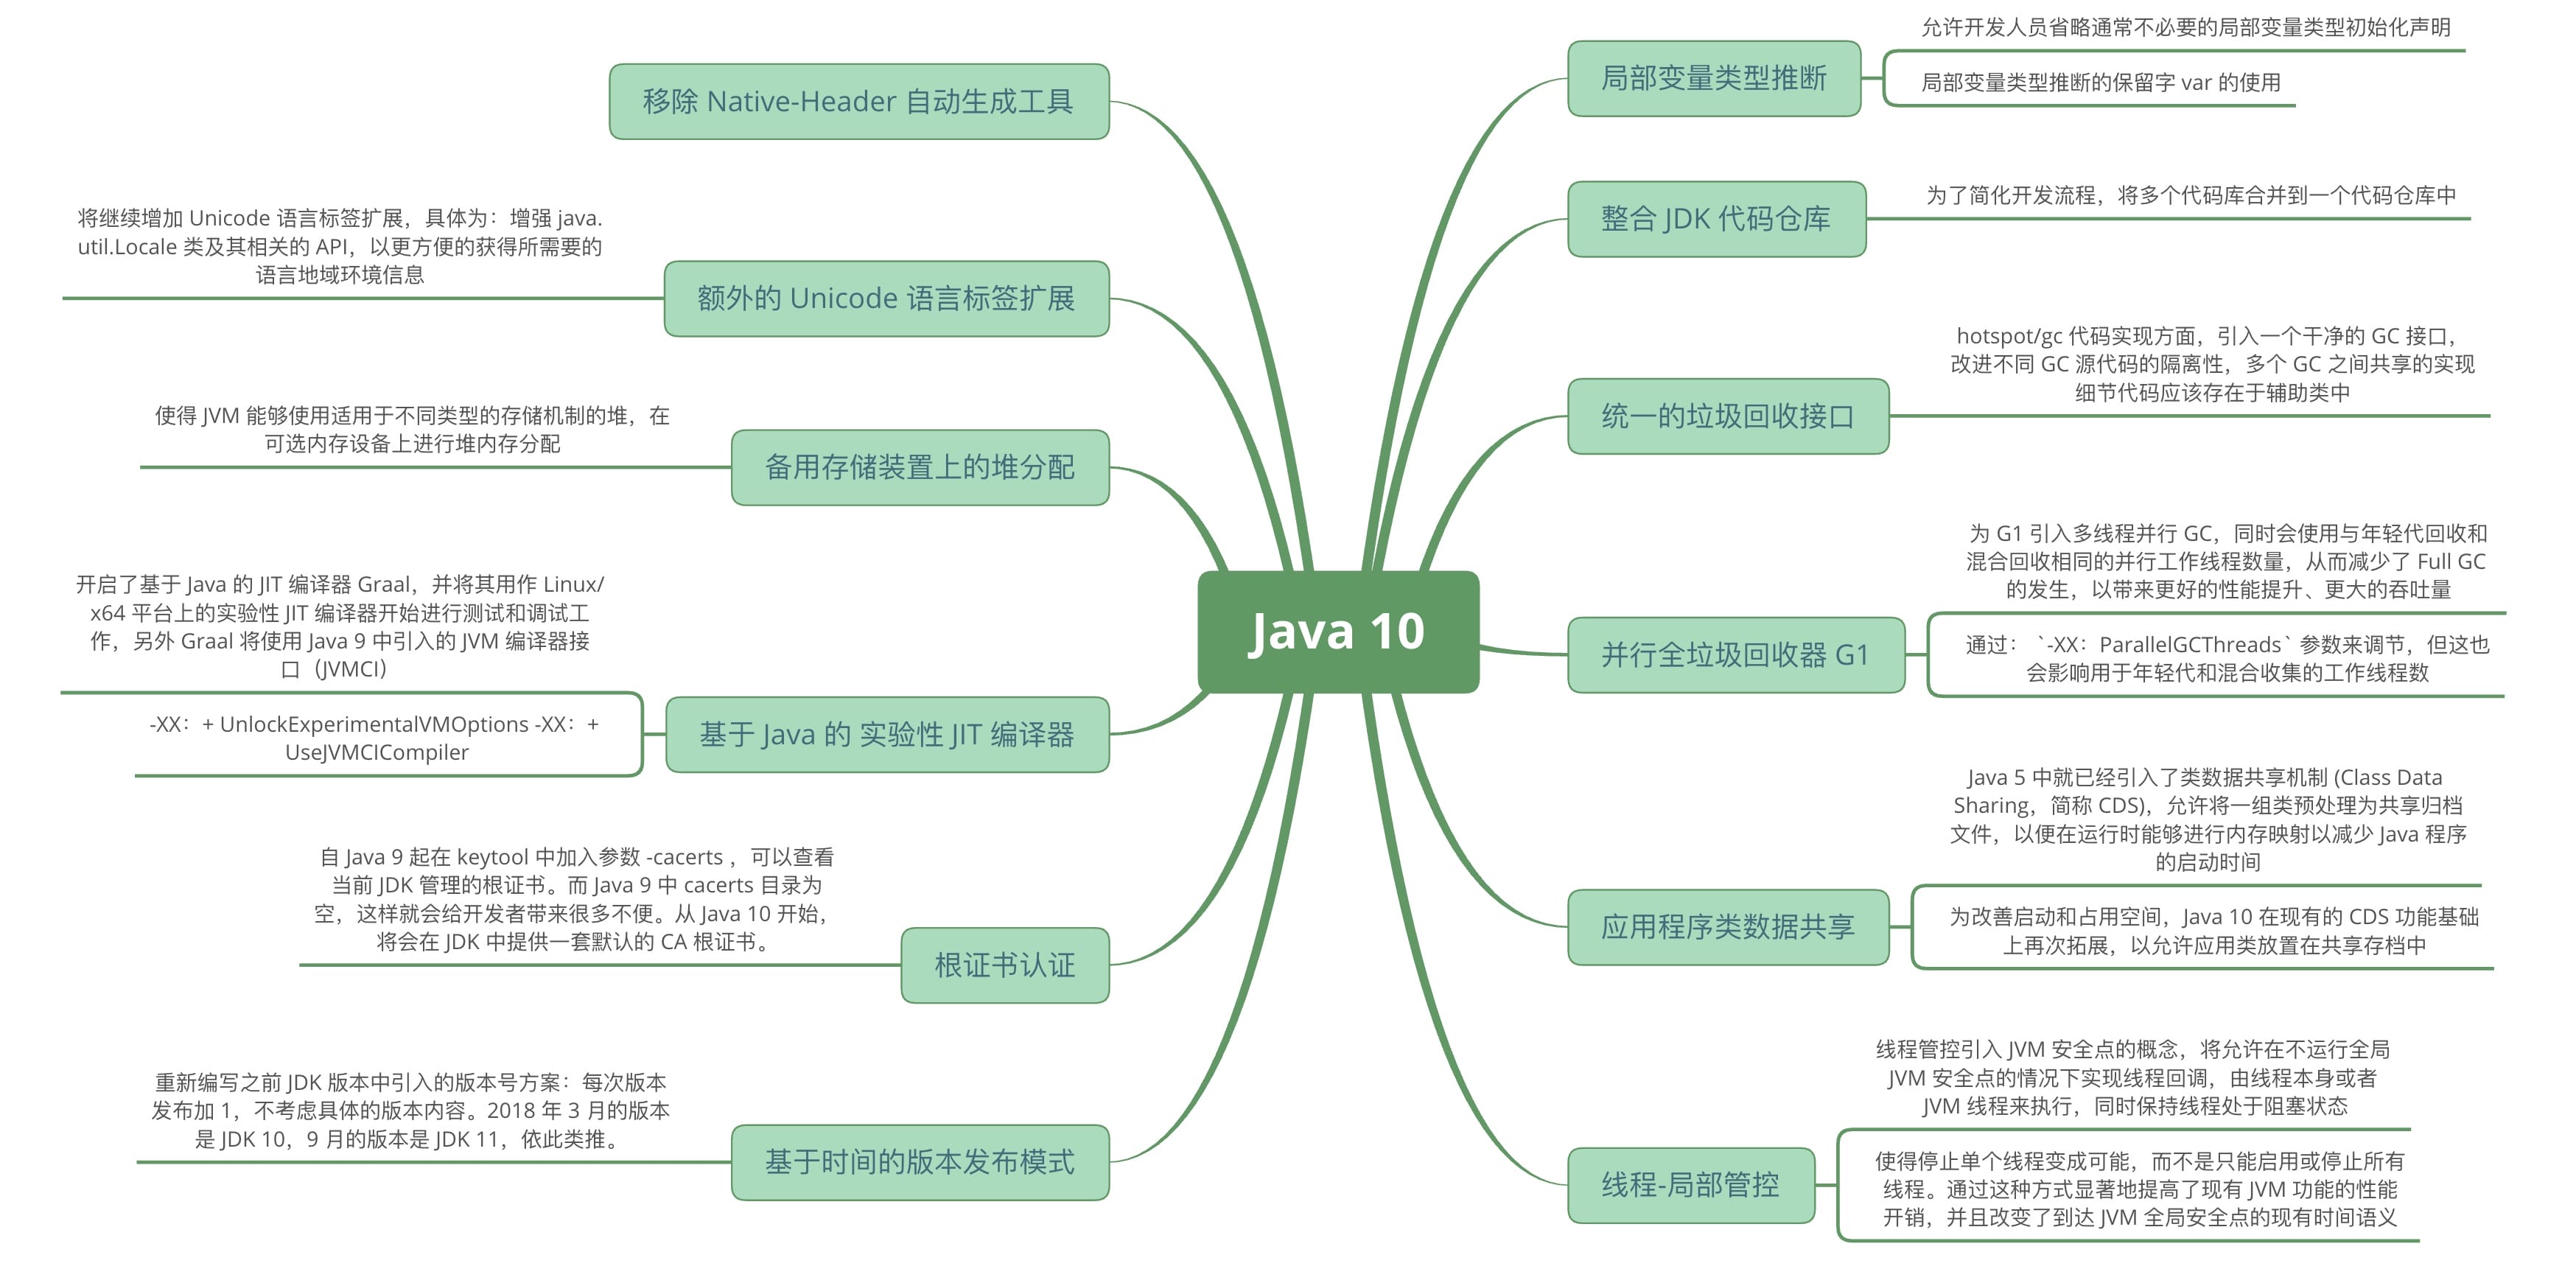 Java 10
局部变量类型推断
允许开发人员省略通常不必要的局部变量类型初始化声明
局部变量类型推断的保留字 var 的使用
整合 JDK 代码仓库
为了简化开发流程，将多个代码库合并到一个代码仓库中
统一的垃圾回收接口
hotspot/gc 代码实现方面，引入一个干净的 GC 接口，
改进不同 GC 源代码的隔离性，多个 GC 之间共享的实现
细节代码应该存在于辅助类中
并行全垃圾回收器 G1
为 G1 引入多线程并行 GC，同时会使用与年轻代回收和
混合回收相同的并行工作线程数量，从而减少了 Full GC
的发生，以带来更好的性能提升、更大的吞吐量
通过： `-XX：ParallelGCThreads` 参数来调节，但这也
会影响用于年轻代和混合收集的工作线程数
应用程序类数据共享
Java 5 中就已经引入了类数据共享机制 (Class Data
Sharing，简称 CDS)，允许将一组类预处理为共享归档
文件，以便在运行时能够进行内存映射以减少 Java 程序
的启动时间
为改善启动和占用空间，Java 10 在现有的 CDS 功能基础
上再次拓展，以允许应用类放置在共享存档中
线程-局部管控
线程管控引入 JVM 安全点的概念，将允许在不运行全局
JVM 安全点的情况下实现线程回调，由线程本身或者
JVM 线程来执行，同时保持线程处于阻塞状态
使得停止单个线程变成可能，而不是只能启用或停止所有
线程。通过这种方式显著地提高了现有 JVM 功能的性能
开销，并且改变了到达 JVM 全局安全点的现有时间语义
移除 Native-Header 自动生成工具
额外的 Unicode 语言标签扩展
将继续增加 Unicode 语言标签扩展，具体为：增强 java.
util.Locale 类及其相关的 API，以更方便的获得所需要的
语言地域环境信息
备用存储装置上的堆分配
使得 JVM 能够使用适用于不同类型的存储机制的堆，在
可选内存设备上进行堆内存分配
基于 Java 的 实验性 JIT 编译器
开启了基于 Java 的 JIT 编译器 Graal，并将其用作 Linux/
x64 平台上的实验性 JIT 编译器开始进行测试和调试工
作，另外 Graal 将使用 Java 9 中引入的 JVM 编译器接
口（JVMCI）
-XX：+ UnlockExperimentalVMOptions -XX：+
UseJVMCICompiler
根证书认证
自 Java 9 起在 keytool 中加入参数 -cacerts ，可以查看
当前 JDK 管理的根证书。而 Java 9 中 cacerts 目录为
空，这样就会给开发者带来很多不便。从 Java 10 开始，
将会在 JDK 中提供一套默认的 CA 根证书。
基于时间的版本发布模式
重新编写之前 JDK 版本中引入的版本号方案：每次版本
发布加 1，不考虑具体的版本内容。2018 年 3 月的版本
是 JDK 10，9 月的版本是 JDK 11，依此类推。